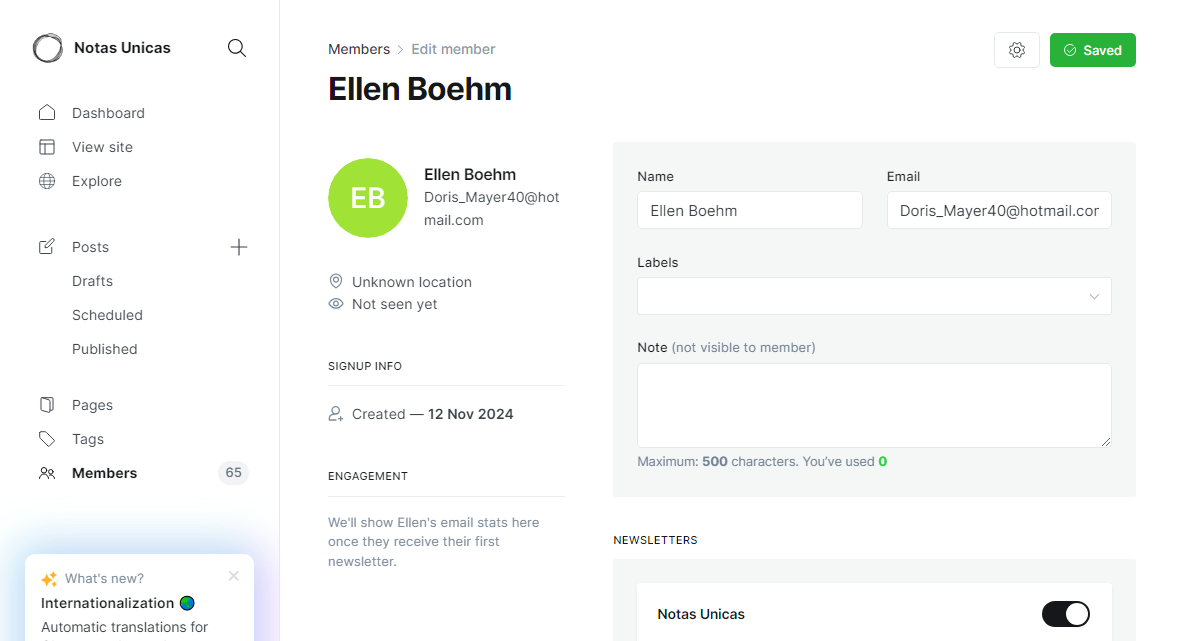 Notas Unicas
Dashboard
View site
Explore
Posts
Drafts
Scheduled
Published
Pages
Tags
Members 65
What's new?
Internationalization
Automatic translations for
Members > Edit member
Ellen Boehm
Saved
EB
Ellen Boehm
Doris_Mayer40@hot
mail.com
Unknown location
Not seen yet
SIGNUP INFO
Created — 12 Nov 2024
ENGAGEMENT
We'll show Ellen's email stats here
once they receive their first
newsletter.
Name
Ellen Boehm
Email
Doris_Mayer40@hotmail.cor
Labels
Note (not visible to member)
Maximum: 500 characters. You've used 0
NEWSLETTERS
Notas Unicas